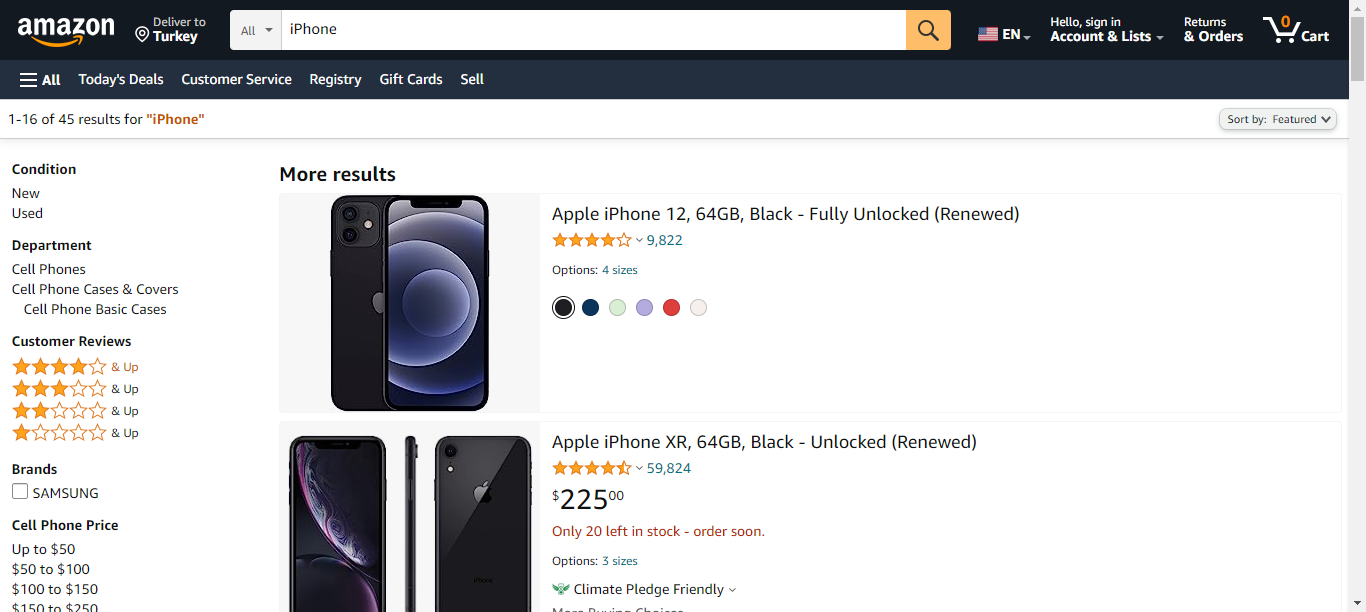 amazon
Deliver to
Turkey
All
iPhone
EN
Hello, sign in
Account & Lists
Returns
& Orders
0
Cart
All
Today's Deals
Customer Service
Registry
Gift Cards
Sell
1-16 of 45 results for "iPhone"
Sort by: Featured
Condition
New
Used
Department
Cell Phones
Cell Phone Cases & Covers
Cell Phone Basic Cases
Customer Reviews
& Up
& Up
& Up
& Up
Brands
SAMSUNG
Cell Phone Price
Up to $50
$50 to $100
$100 to $150
$150 to $250
More results
Apple iPhone 12, 64GB, Black - Fully Unlocked (Renewed)
9,822
Options: 4 sizes
Apple iPhone XR, 64GB, Black - Unlocked (Renewed)
59,824
$22500
Only 20 left in stock - order soon.
Options: 3 sizes
Climate Pledge Friendly
More Buying Choices
iPhone